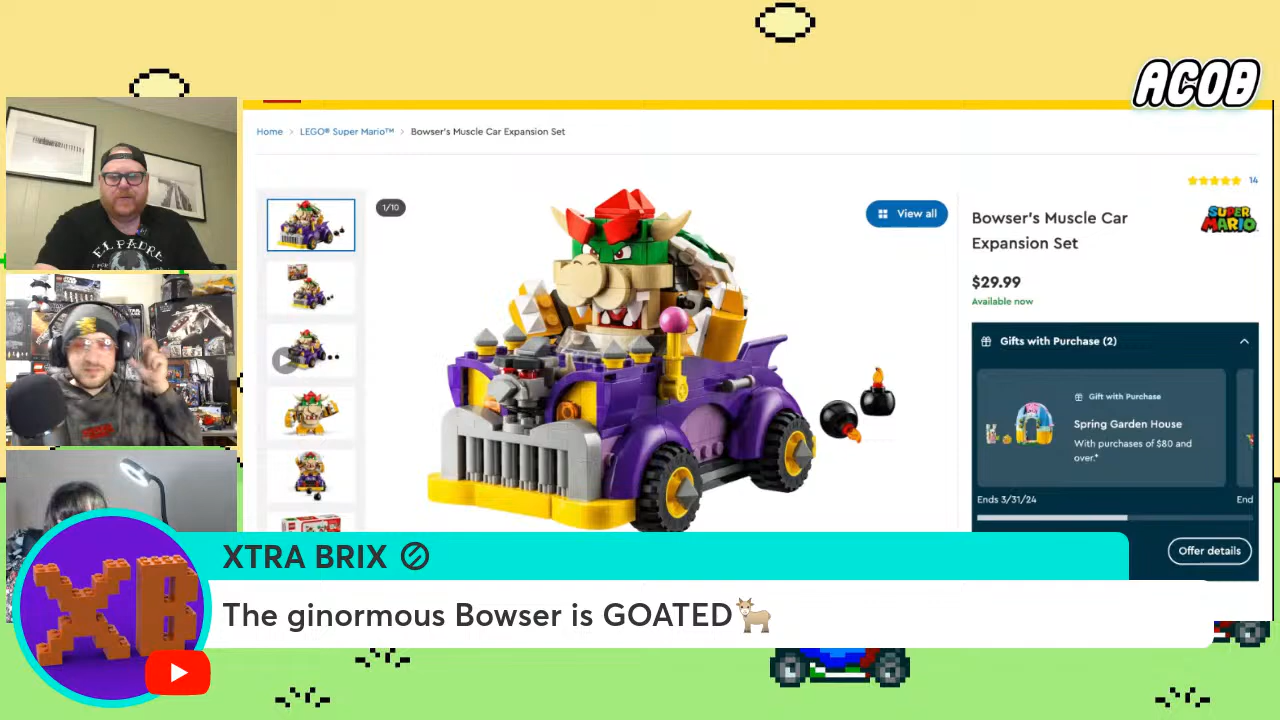 ACOB
Home > LEGO® Super Mario™ > Bowser's Muscle Car Expansion Set
14
1/10
View all
Bowser's Muscle Car
Expansion Set
SUPER
MARIO
$29.99
Available now
Gifts with Purchase (2)
Gift with Purchase
Spring Garden House
With purchases of $80 and
over.*
Ends 3/31/24
End
Offer details
EL PADRE
XB
XTRA BRIX
The ginormous Bowser is GOATED🐐